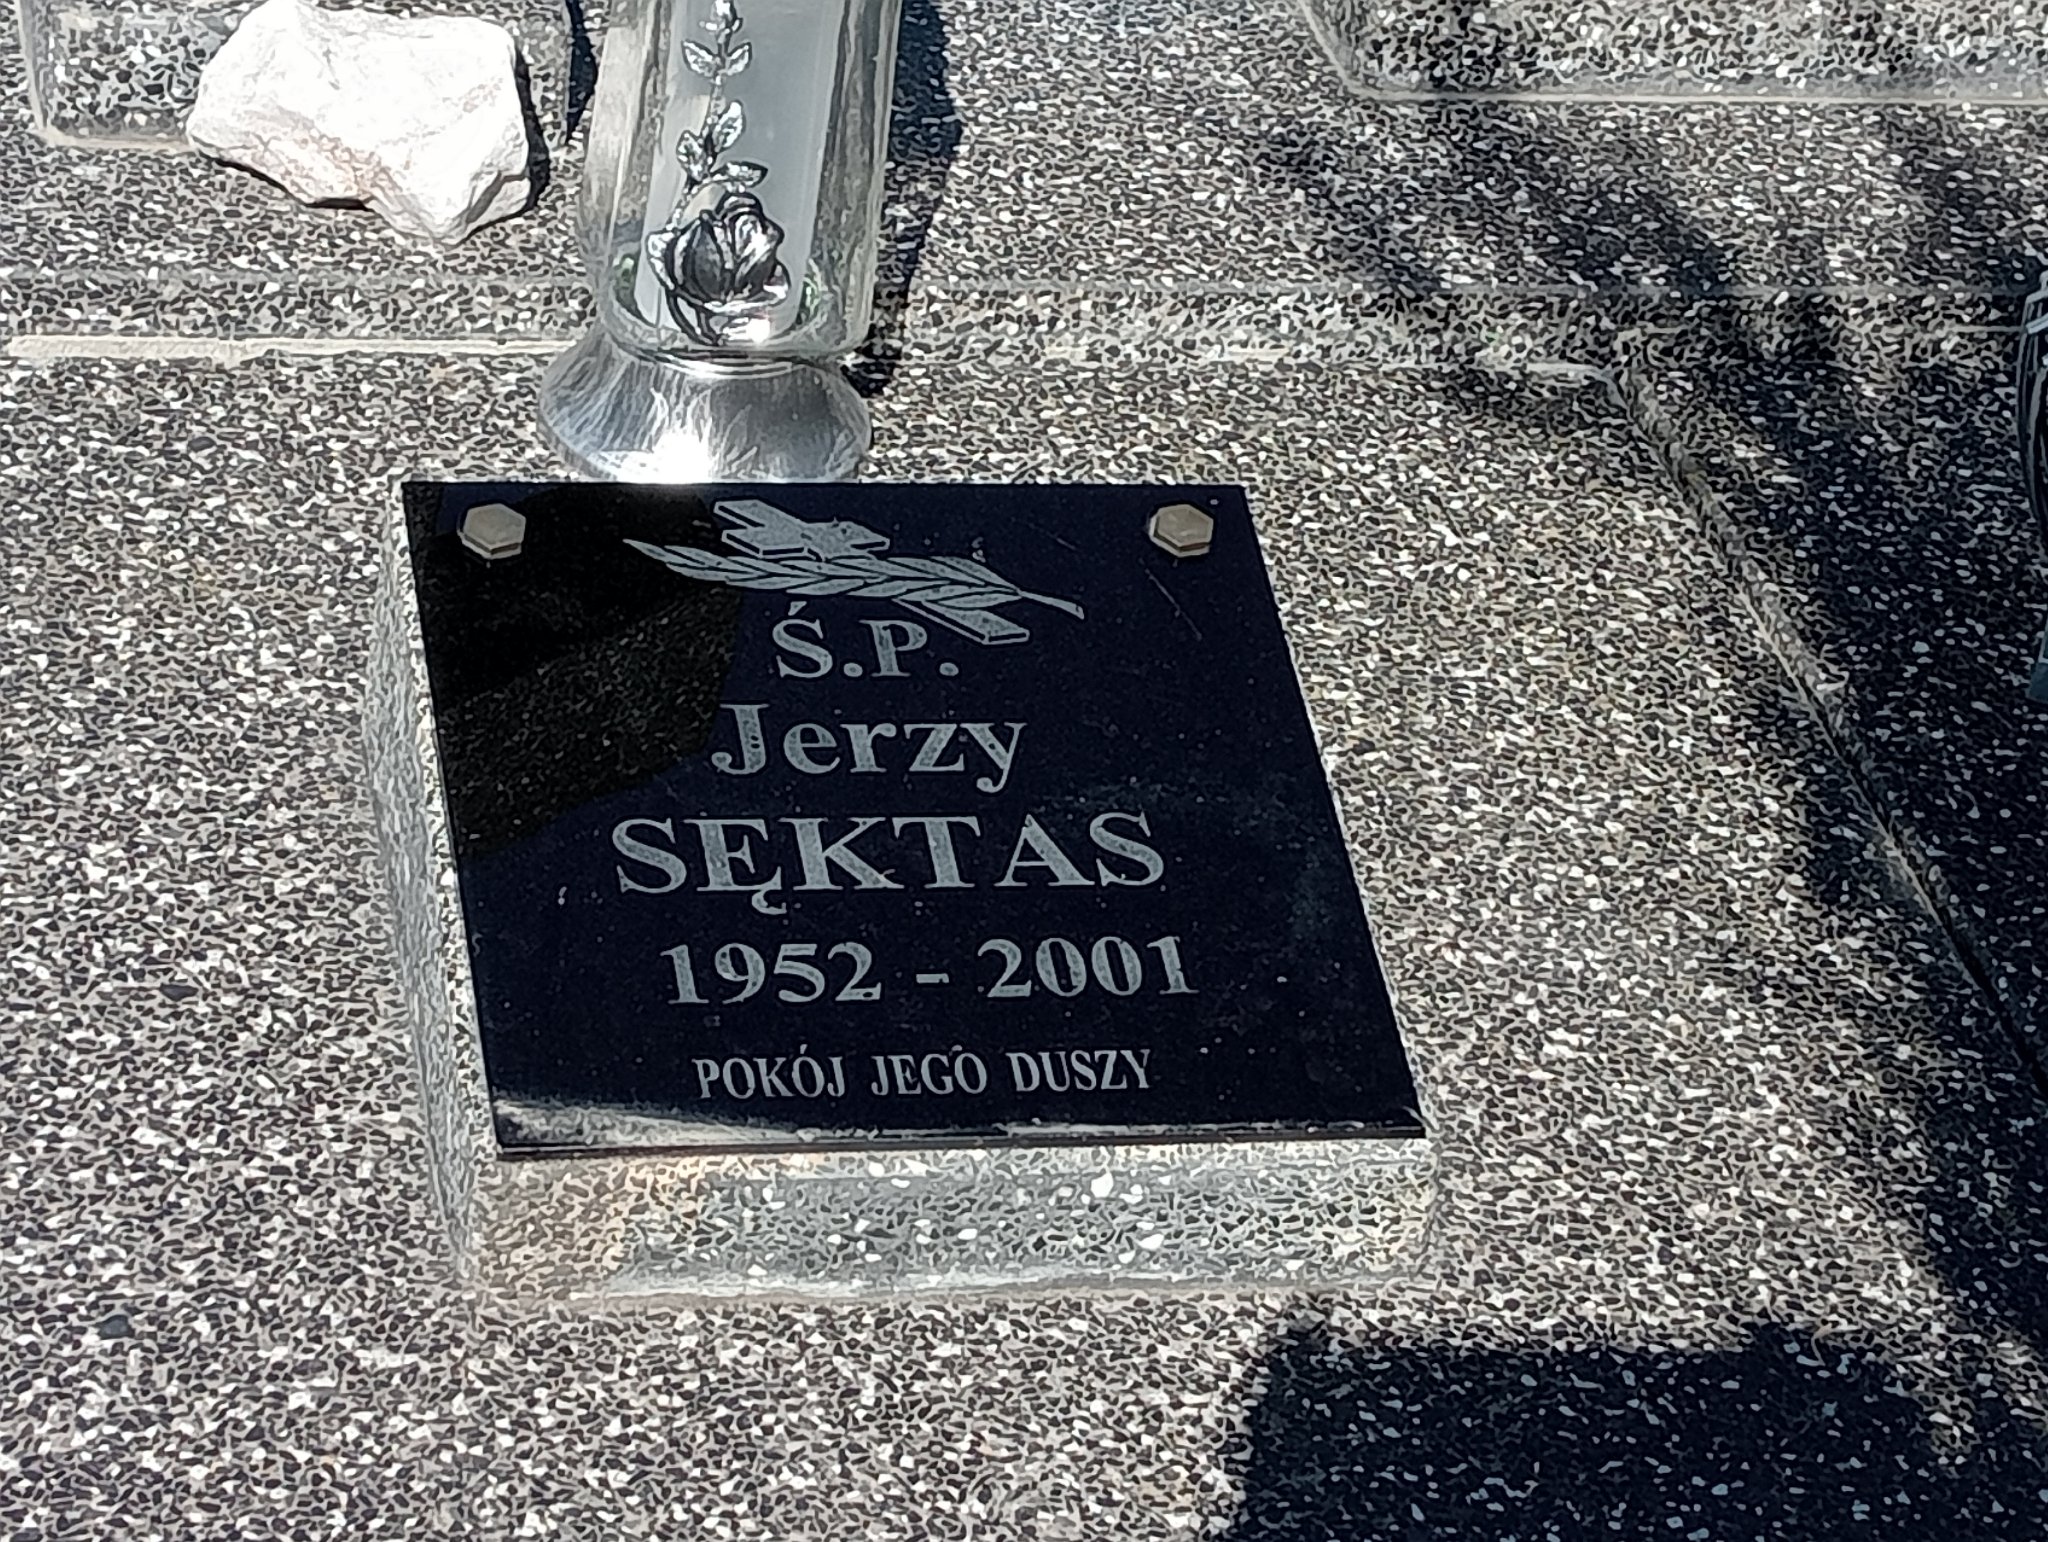 Ś.P.
Jerzy
SĘKTAS
1952 - 2001
POKÓJ JEGO DUSZY